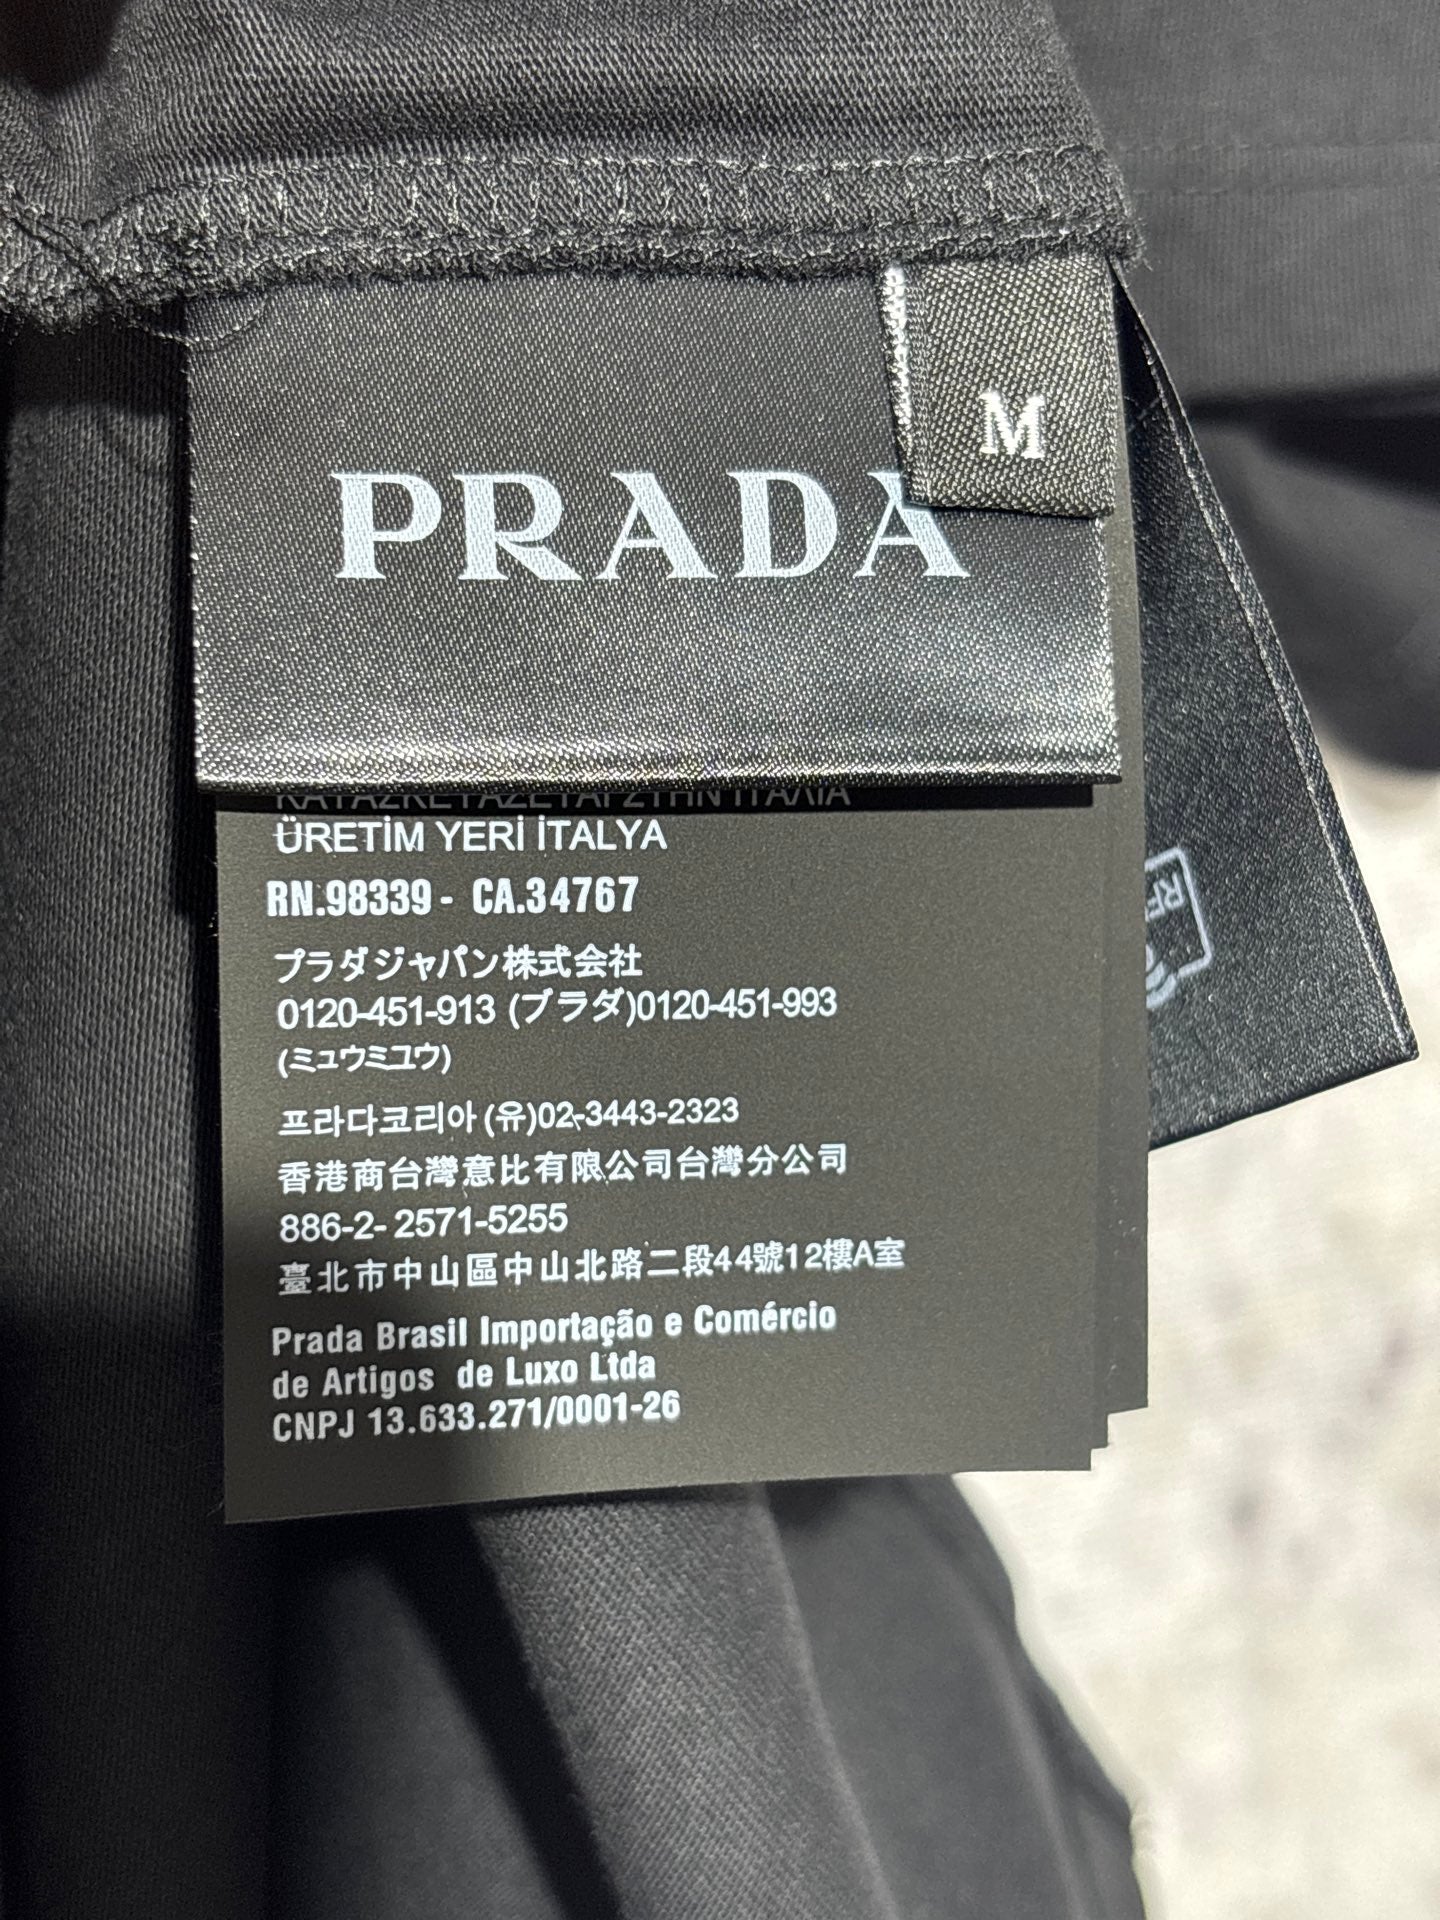 M
PRADA
ΚΑΤΑΣΚΕΥΑΖΕΤΑΙ ΣΤΗΝ ΙΤΑΛΙΑ
ÜRETİM YERİ İTALYA
RN.98339 - CA.34767
プラダジャパン株式会社
0120-451-913 (プラダ)0120-451-993
(ミュウミユウ)
프라다코리아(유)02-3443-2323
香港商台灣意比有限公司台灣分公司
886-2- 2571-5255
臺北市中山區中山北路二段44號12樓A室
Prada Brasil Importação e Comércio
de Artigos de Luxo Ltda
CNPJ 13.633.271/0001-26